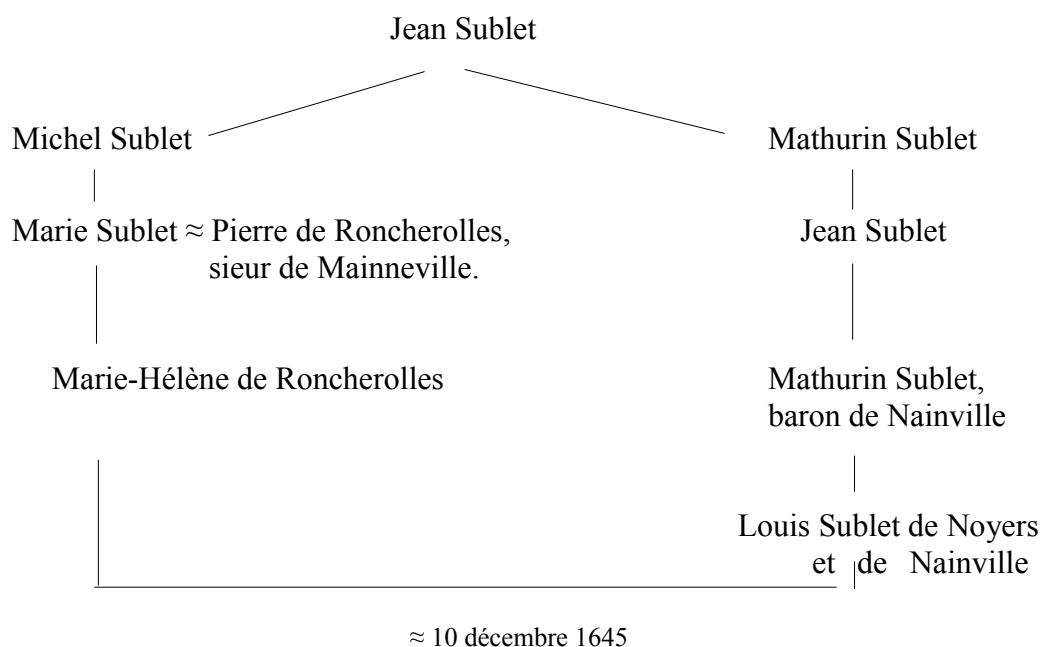 Jean Sublet
Michel Sublet
Mathurin Sublet
Marie Sublet ≈ Pierre de Roncherolles,
sieur de Mainneville.
Jean Sublet
Marie-Hélène de Roncherolles
Mathurin Sublet,
baron de Nainville
Louis Sublet de Noyers
et de Nainville
≈ 10 décembre 1645